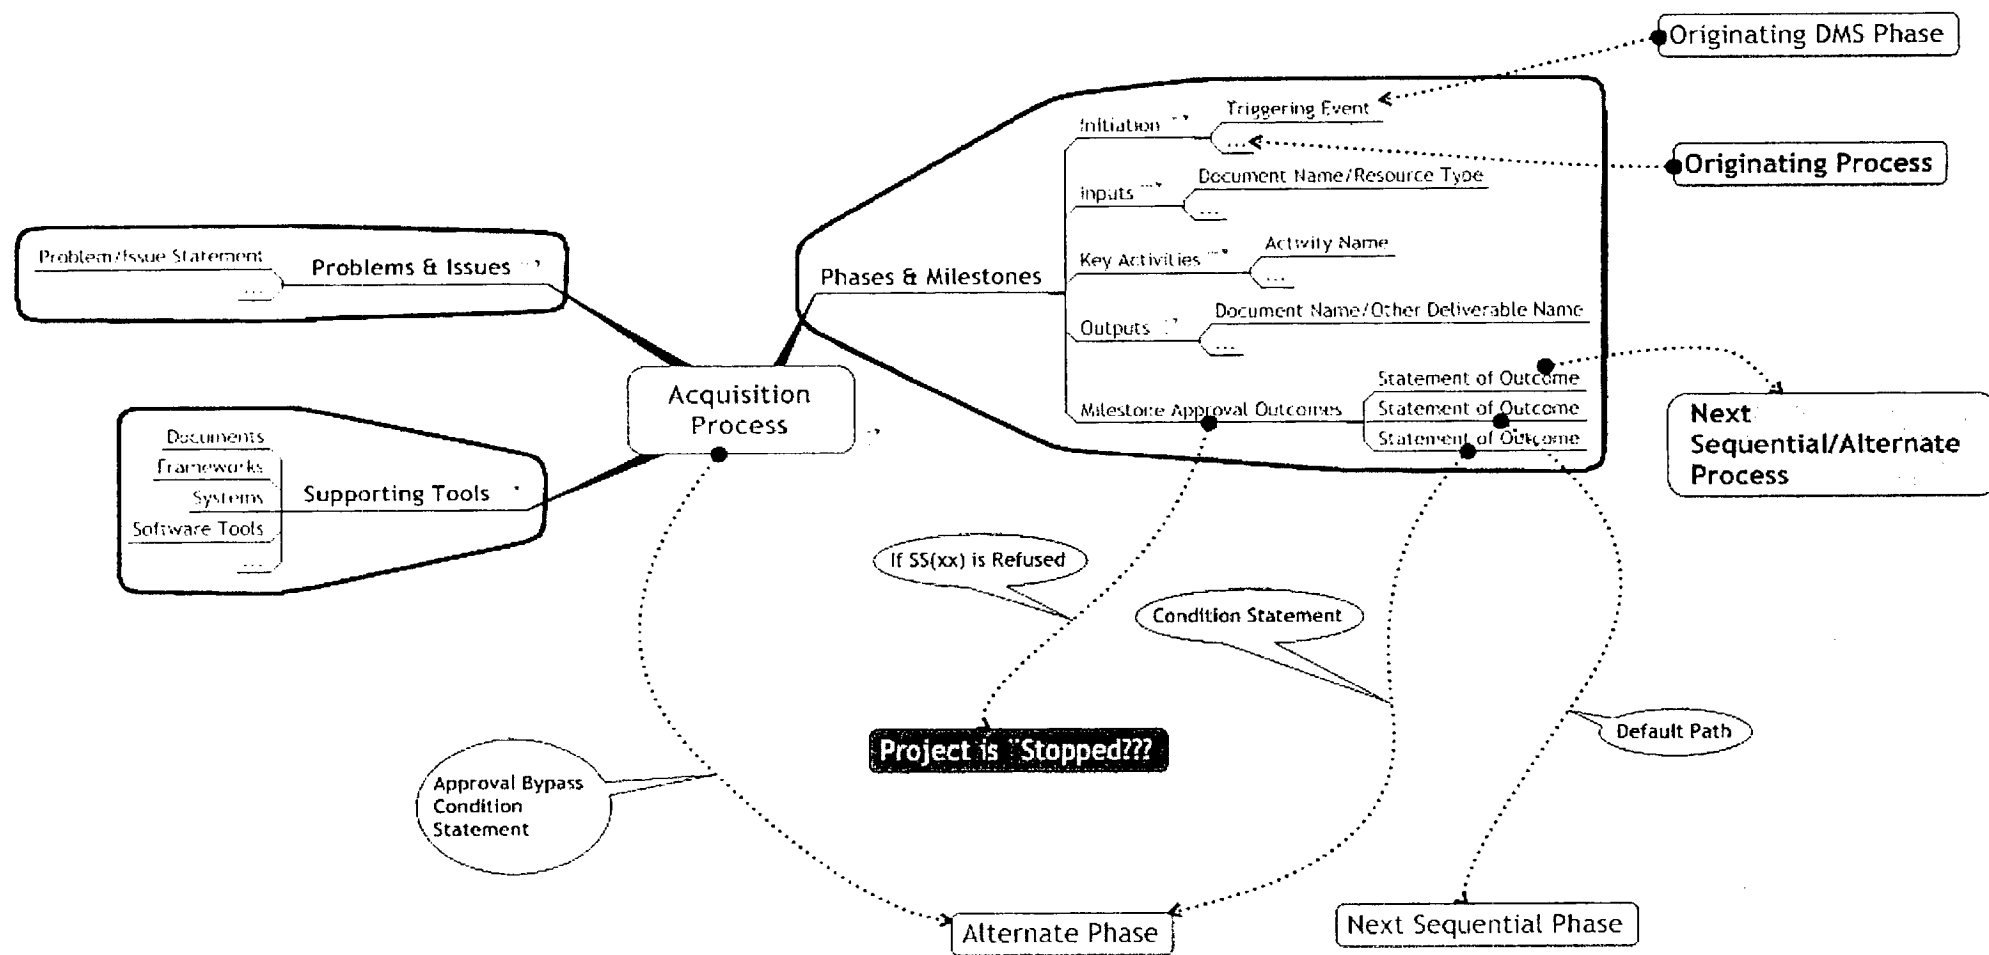 Originating DMS Phase
Triggering Event
Initiation
...
Originating Process
Document Name/Resource Type
Inputs
...
Problem/Issue Statement
Problems & Issues
...
Activity Name
Key Activities
...
Phases & Milestones
Document Name/Other Deliverable Name
Outputs
...
Acquisition
Process
Statement of Outcome
Milestone Approval Outcomes
Statement of Outcome
Statement of Outcome
Next
Sequential/Alternate
Process
Documents
Frameworks
Systems
Supporting Tools
Software Tools
...
If SS(xx) is Refused
Condition Statement
Project is "Stopped???
Default Path
Approval Bypass
Condition
Statement
Alternate Phase
Next Sequential Phase